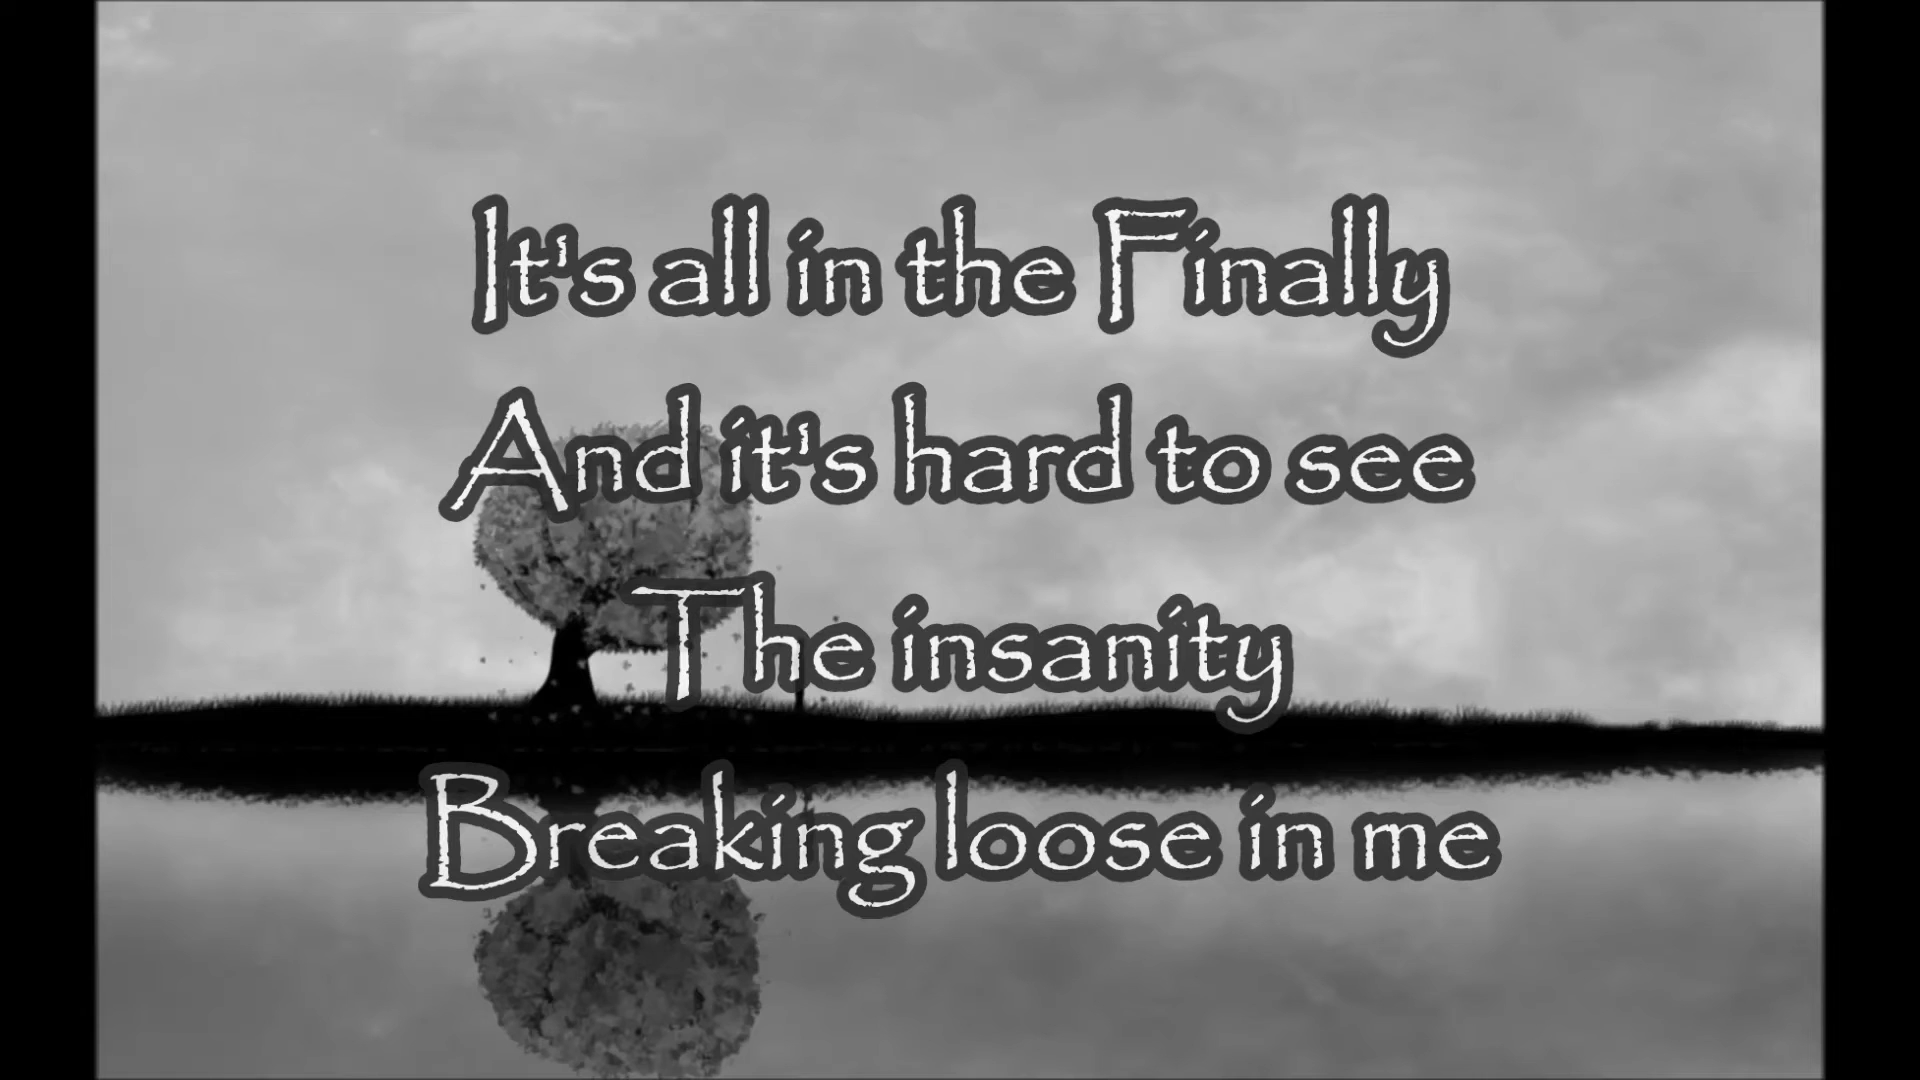 It's all in the Finally
And it's hard to see
The insanity
Breaking loose in me